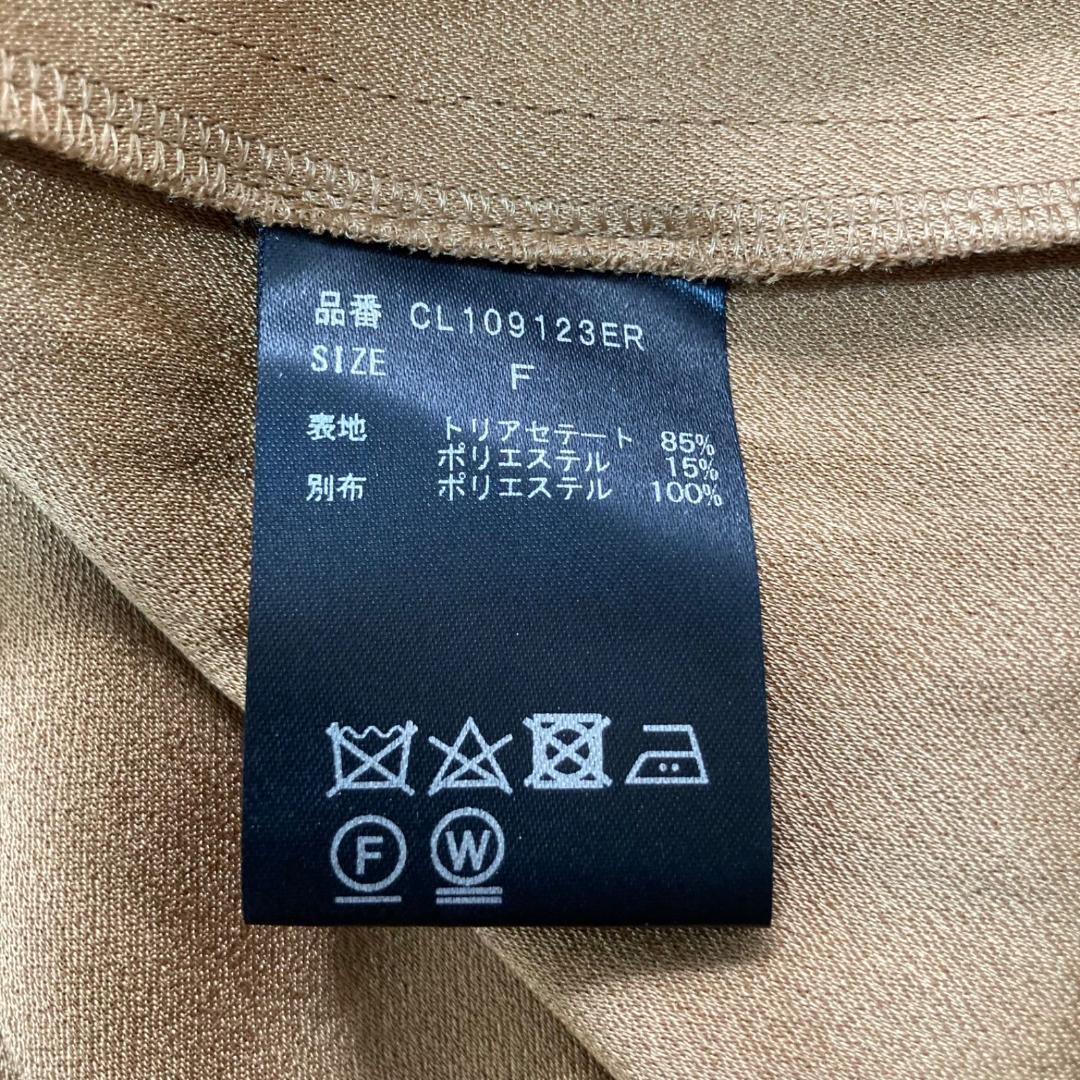 品番 CL109123ER
SIZE F
表地 トリアセテート 85%
ポリエステル 15%
別布 ポリエステル 100%
F W